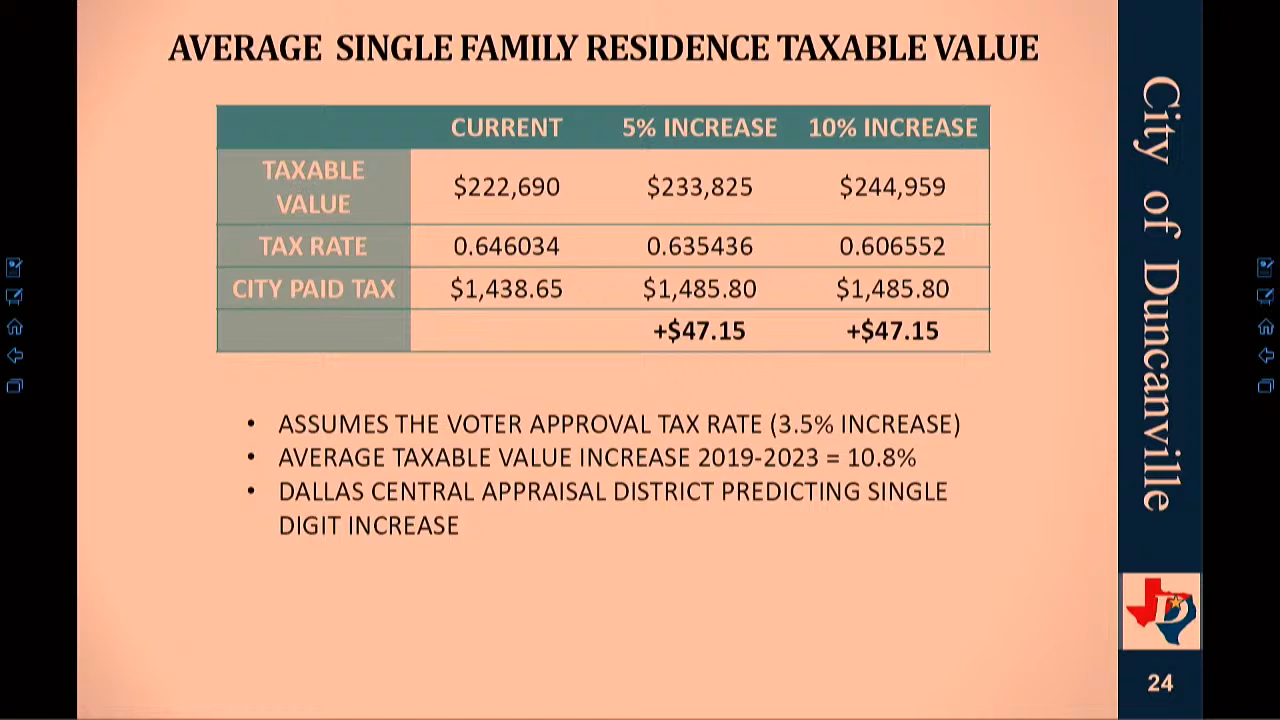 AVERAGE SINGLE FAMILY RESIDENCE TAXABLE VALUE
CURRENT 5% INCREASE 10% INCREASE
TAXABLE
VALUE
$222,690 $233,825 $244,959
TAX RATE 0.646034 0.635436 0.606552
CITY PAID TAX $1,438.65 $1,485.80 $1,485.80
+$47.15 +$47.15
• ASSUMES THE VOTER APPROVAL TAX RATE (3.5% INCREASE)
• AVERAGE TAXABLE VALUE INCREASE 2019-2023 = 10.8%
• DALLAS CENTRAL APPRAISAL DISTRICT PREDICTING SINGLE
DIGIT INCREASE
City of Duncanville
D
24